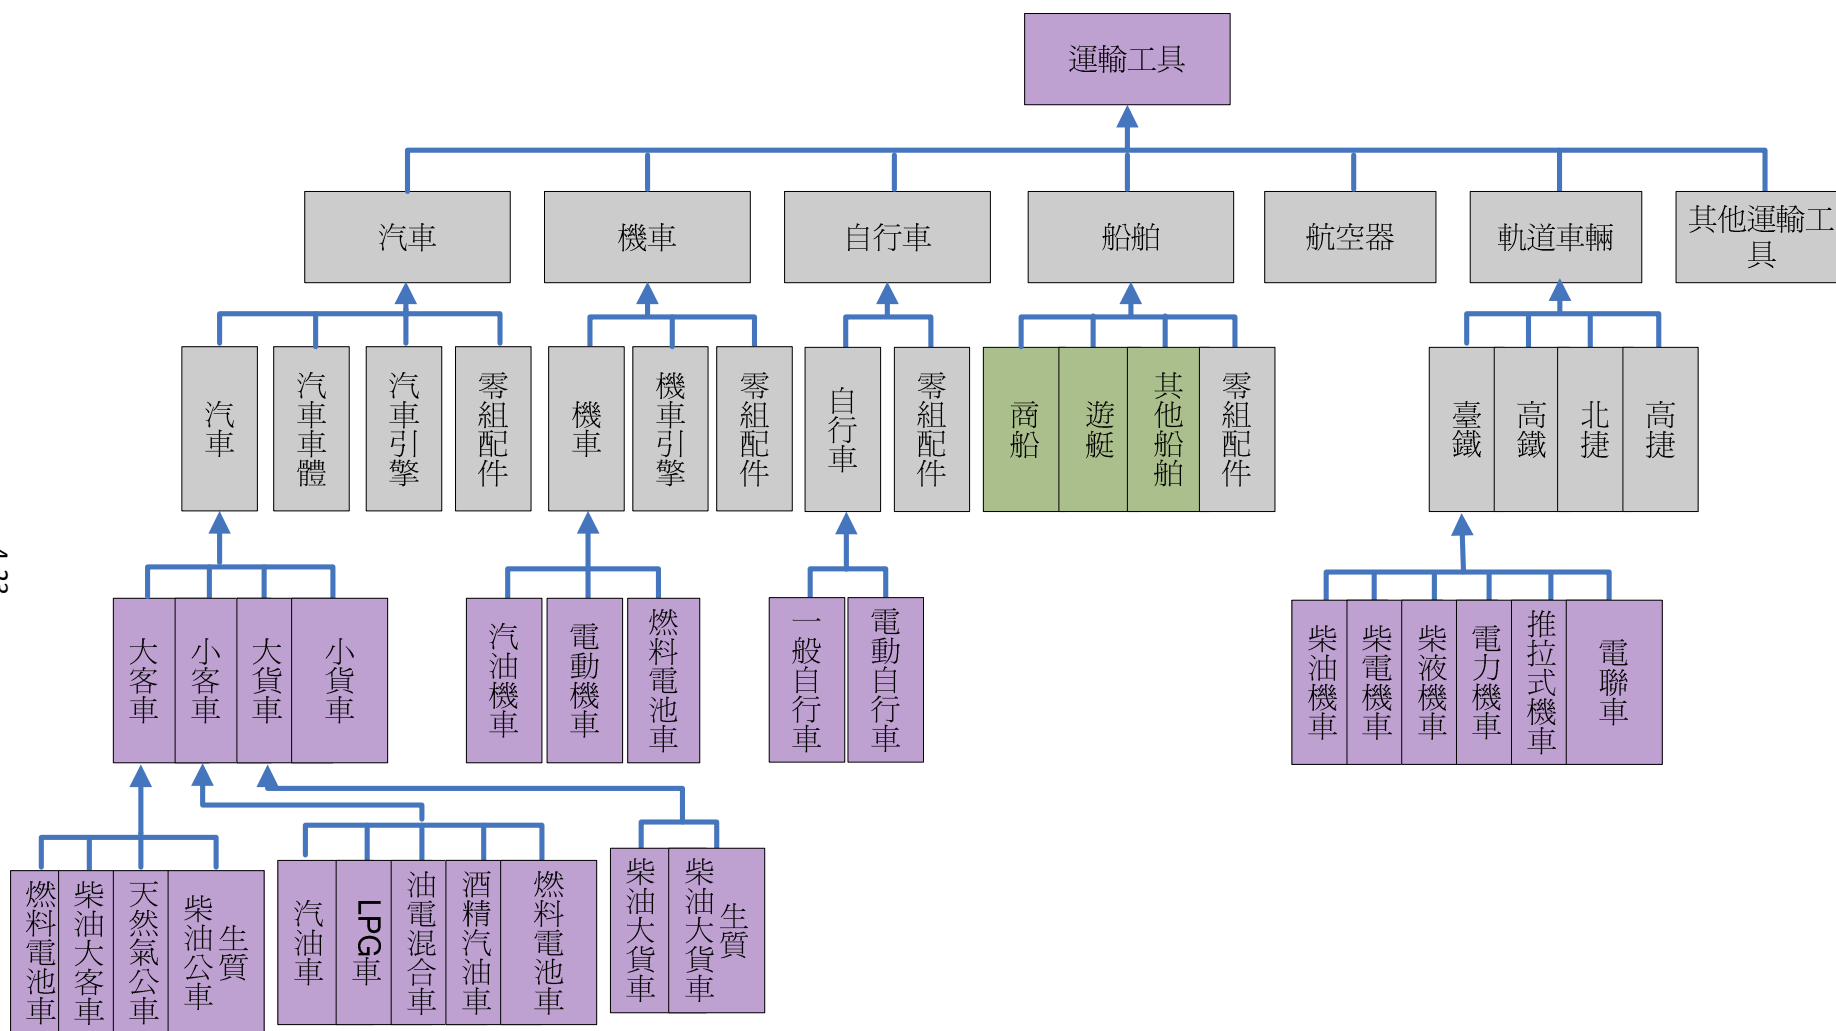 運輸工具
汽車
機車
自行車
船舶
航空器
軌道車輛
其他運輸工
具
汽車
汽車車體
汽車引擎
零組配件
機車
機車引擎
零組配件
自行車
零組配件
商船
遊艇
其他船舶
零組配件
臺鐵
高鐵
北捷
高捷
大客車
小客車
大貨車
小貨車
汽油機車
電動機車
燃料電池車
一般自行車
電動自行車
柴油機車
柴電機車
柴液機車
電力機車
推拉式機車
電聯車
燃料電池車
柴油大客車
天然氣公車
生質
柴油公車
汽油車
LPG車
油電混合車
酒精汽油車
燃料電池車
柴油大貨車
生質
柴油大貨車